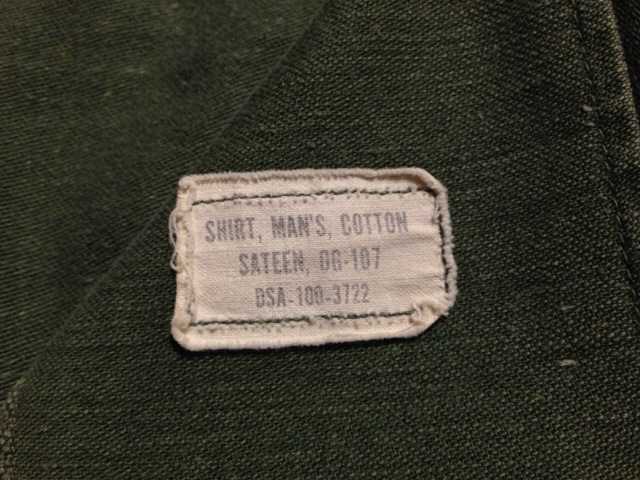 SHIRT, MAN'S, COTTON
SATEEN, OG-107
DSA-100-3722